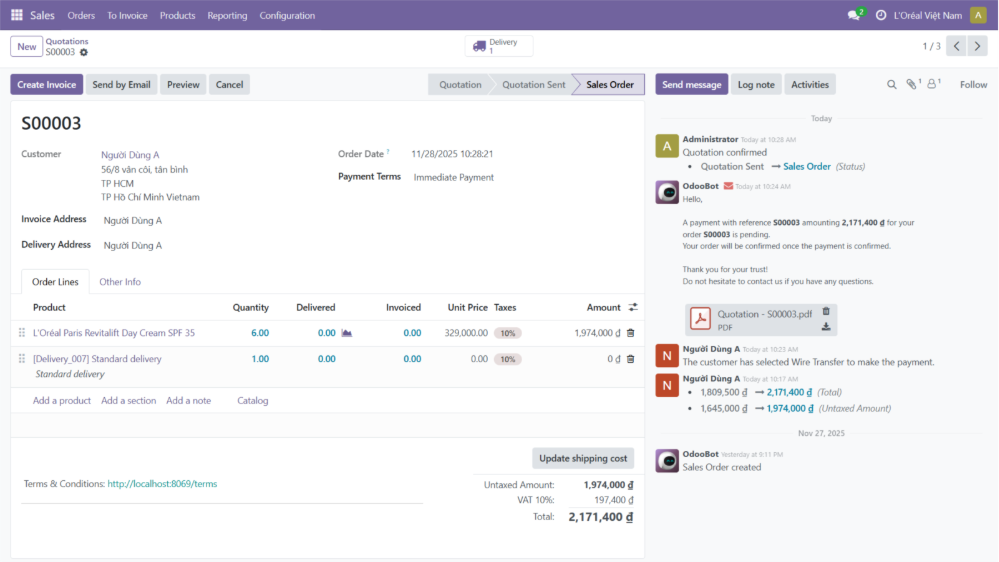 Sales Orders To Invoice Products Reporting Configuration 2 L'Oréal Việt Nam A
New Quotations
S00003
Delivery
1
1 / 3
Create Invoice Send by Email Preview Cancel Quotation Quotation Sent Sales Order
S00003
Customer Người Dùng A
56/8 vân côi, tân bình
TP HCM
TP Hồ Chí Minh Vietnam
Order Date ? 11/28/2025 10:28:21
Payment Terms Immediate Payment
Invoice Address Người Dùng A
Delivery Address Người Dùng A
Order Lines Other Info
Product Quantity Delivered Invoiced Unit Price Taxes Amount
L'Oréal Paris Revitalift Day Cream SPF 35 6.00 0.00 0.00 329,000.00 10% 1,974,000 ₫
[Delivery_007] Standard delivery 1.00 0.00 0.00 0.00 10% 0 ₫
Standard delivery
Add a product Add a section Add a note Catalog
Update shipping cost
Terms & Conditions: http://localhost:8069/terms
Untaxed Amount: 1,974,000 ₫
VAT 10%: 197,400 ₫
Total: 2,171,400 ₫
Send message Log note Activities 1 1 Follow
Today
A
Administrator Today at 10:28 AM
Quotation confirmed
• Quotation Sent → Sales Order (Status)
OdooBot Today at 10:24 AM
Hello,
A payment with reference S00003 amounting 2,171,400 ₫ for your
order S00003 is pending.
Your order will be confirmed once the payment is confirmed.
Thank you for your trust!
Do not hesitate to contact us if you have any questions.
Quotation - S00003.pdf
PDF
N
Người Dùng A Today at 10:23 AM
The customer has selected Wire Transfer to make the payment.
N
Người Dùng A Today at 10:17 AM
• 1,809,500 ₫ → 2,171,400 ₫ (Total)
• 1,645,000 ₫ → 1,974,000 ₫ (Untaxed Amount)
Nov 27, 2025
OdooBot Yesterday at 9:11 PM
Sales Order created